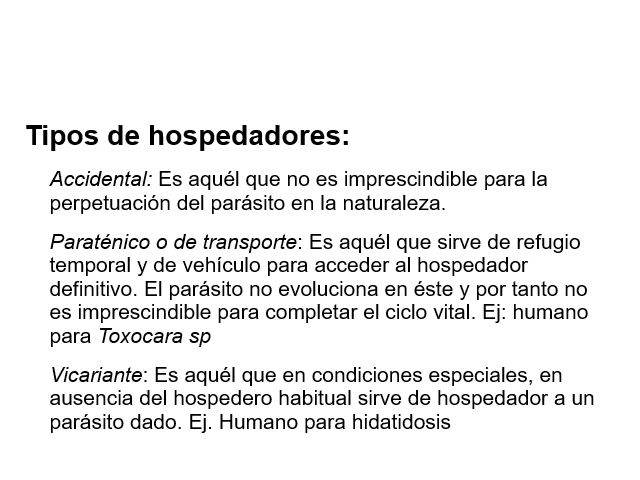 Tipos de hospedadores:
Accidental: Es aquél que no es imprescindible para la
perpetuación del parásito en la naturaleza.
Paraténico o de transporte: Es aquél que sirve de refugio
temporal y de vehículo para acceder al hospedador
definitivo. El parásito no evoluciona en éste y por tanto no
es imprescindible para completar el ciclo vital. Ej: humano
para Toxocara sp
Vicariante: Es aquél que en condiciones especiales, en
ausencia del hospedero habitual sirve de hospedador a un
parásito dado. Ej. Humano para hidatidosis